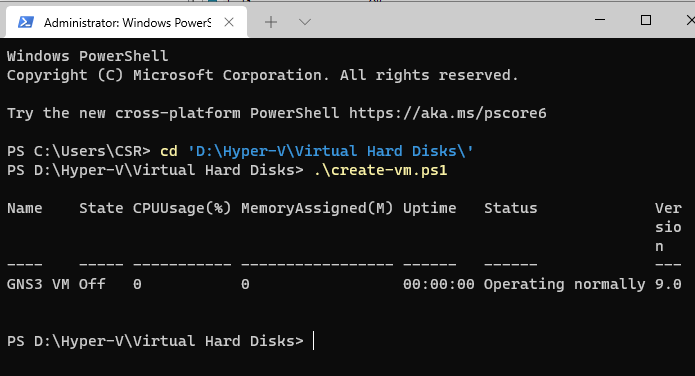 Administrator: Windows PowerS
Windows PowerShell
Copyright (C) Microsoft Corporation. All rights reserved.
Try the new cross-platform PowerShell https://aka.ms/pscore6
PS C:\Users\CSR> cd 'D:\Hyper-V\Virtual Hard Disks\'
PS D:\Hyper-V\Virtual Hard Disks> .\create-vm.ps1
Name    State CPUUsage(%) MemoryAssigned(M) Uptime   Status             Ver
sio
n
----    ----- ----------- ----------------- ------   ------             ---
GNS3 VM Off   0           0                 00:00:00 Operating normally 9.0
PS D:\Hyper-V\Virtual Hard Disks>